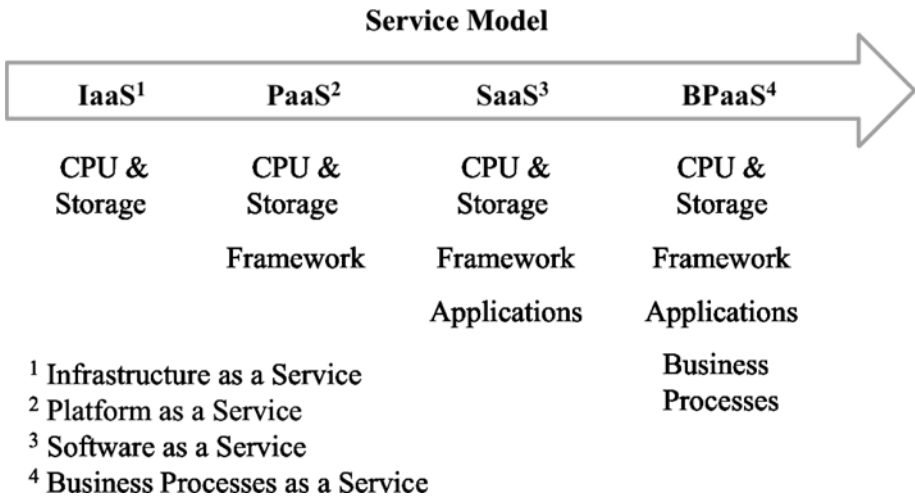 Service Model
IaaS¹ PaaS² SaaS³ BPaaS⁴
CPU & CPU & CPU & CPU &
Storage Storage Storage Storage
Framework Framework Framework
Applications Applications
Business
Processes
¹ Infrastructure as a Service
² Platform as a Service
³ Software as a Service
⁴ Business Processes as a Service